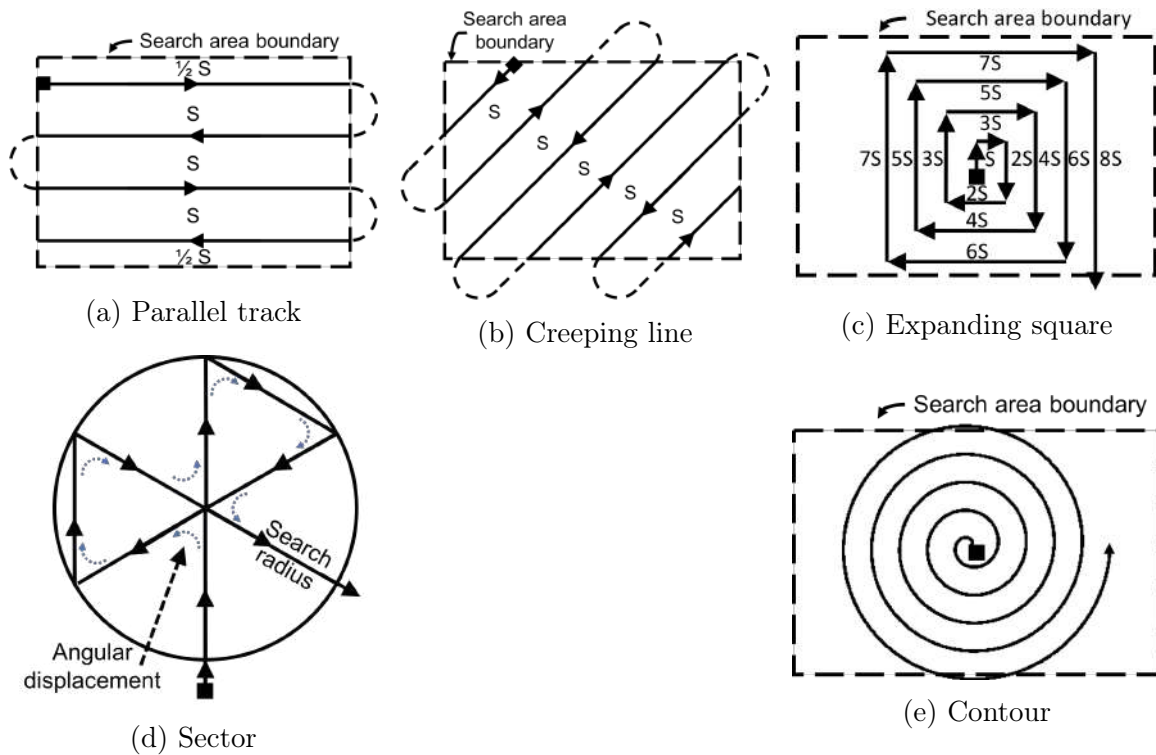 Search area boundary
½ S
S
S
S
½ S
(a) Parallel track
Search area
boundary
S
S
S
S
S
S
(b) Creeping line
Search area boundary
7S
5S
3S
7S 5S 3S S 2S 4S 6S 8S
2S
4S
6S
(c) Expanding square
Search
radius
Angular
displacement
(d) Sector
Search area boundary
(e) Contour